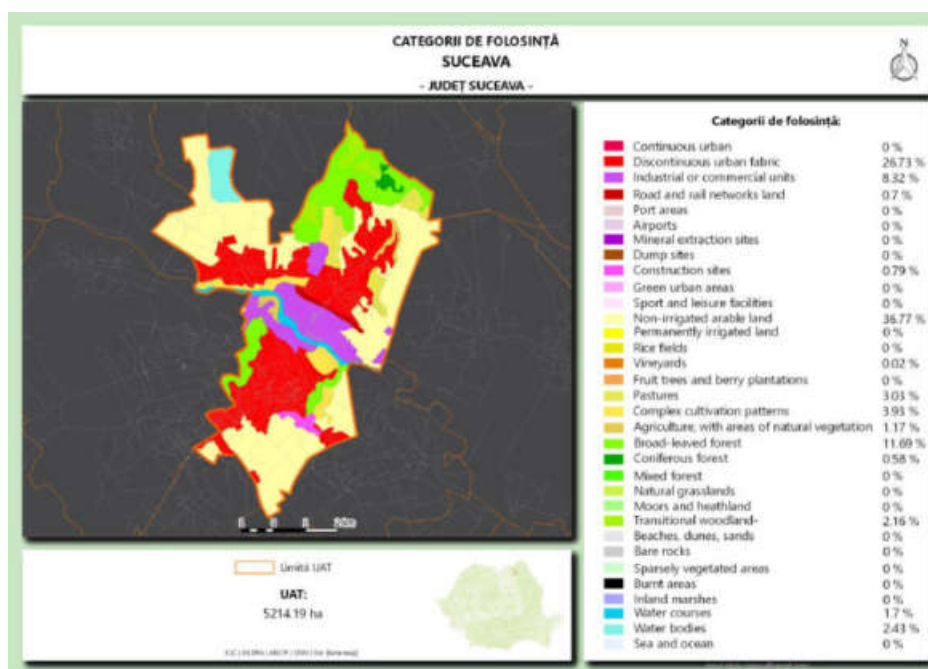 CATEGORII DE FOLOSINȚĂ
SUCEAVA
- JUDEȚ SUCEAVA -
N
Categorii de folosință:
Continuous urban 0 %
Discontinuous urban fabric 26.73 %
Industrial or commercial units 8.32 %
Road and rail networks land 0.7 %
Port areas 0 %
Airports 0 %
Mineral extraction sites 0 %
Dump sites 0 %
Construction sites 0.79 %
Green urban areas 0 %
Sport and leisure facilities 0 %
Non-irrigated arable land 36.77 %
Permanently irrigated land 0 %
Rice fields 0 %
Vineyards 0.02 %
Fruit trees and berry plantations 0 %
Pastures 3.03 %
Complex cultivation patterns 3.93 %
Agriculture, with areas of natural vegetation 1.17 %
Broad-leaved forest 11.69 %
Coniferous forest 0.58 %
Mixed forest 0 %
Natural grasslands 0 %
Moors and heathland 0 %
Transitional woodland- 2.16 %
Beaches, dunes, sands 0 %
Bare rocks 0 %
Sparsely vegetated areas 0 %
Burnt areas 0 %
Inland marshes 0 %
Water courses 1.7 %
Water bodies 2.43 %
Sea and ocean 0 %
Limită UAT
UAT:
5214.19 ha